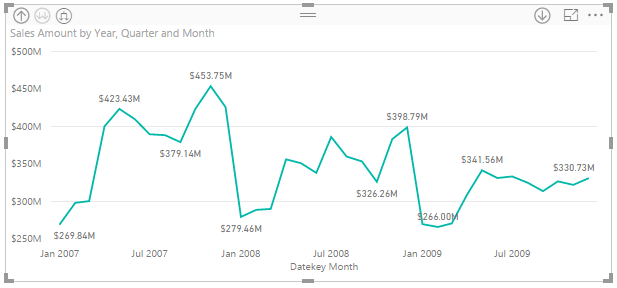 Sales Amount by Year, Quarter and Month
$500M
$450M
$400M
$350M
$300M
$250M
$269.84M
$423.43M
$379.14M
$453.75M
$279.46M
$326.26M
$398.79M
$266.00M
$341.56M
$330.73M
Jan 2007 Jul 2007 Jan 2008 Jul 2008 Jan 2009 Jul 2009
Datekey Month